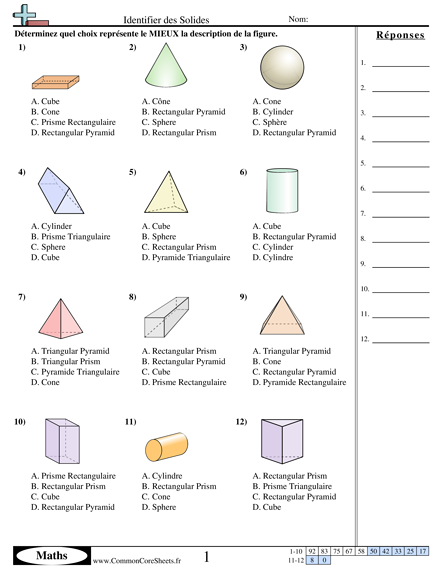 Identifier des Solides
Nom:
Déterminez quel choix représente le MIEUX la description de la figure.
Réponses
1)
A. Cube
B. Cone
C. Prisme Rectangulaire
D. Rectangular Pyramid
2)
A. Cône
B. Rectangular Pyramid
C. Sphere
D. Rectangular Prism
3)
A. Cone
B. Cylinder
C. Sphère
D. Rectangular Pyramid
4)
A. Cylinder
B. Prisme Triangulaire
C. Sphere
D. Cube
5)
A. Cube
B. Sphere
C. Rectangular Prism
D. Pyramide Triangulaire
6)
A. Cube
B. Rectangular Pyramid
C. Cylinder
D. Cylindre
7)
A. Triangular Pyramid
B. Triangular Prism
C. Pyramide Triangulaire
D. Cone
8)
A. Rectangular Prism
B. Rectangular Pyramid
C. Cube
D. Prisme Rectangulaire
9)
A. Triangular Pyramid
B. Cone
C. Rectangular Pyramid
D. Pyramide Rectangulaire
10)
A. Prisme Rectangulaire
B. Rectangular Prism
C. Cube
D. Rectangular Pyramid
11)
A. Cylindre
B. Rectangular Prism
C. Cone
D. Sphere
12)
A. Rectangular Prism
B. Prisme Triangulaire
C. Rectangular Pyramid
D. Cube
1.
2.
3.
4.
5.
6.
7.
8.
9.
10.
11.
12.
Maths
www.CommonCoreSheets.fr
1
1-10 92 83 75 67 58 50 42 33 25 17
11-12 8 0